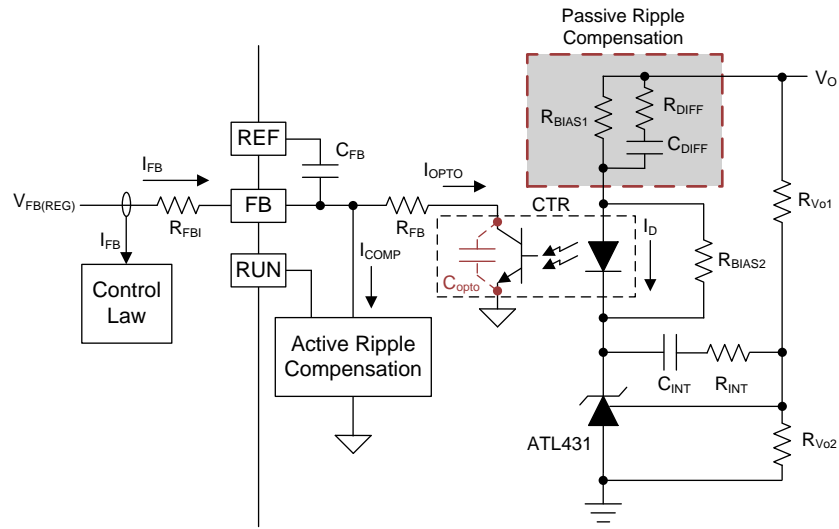 Passive Ripple
Compensation
V_O
R_DIFF
R_BIAS1
C_DIFF
REF
C_FB
I_FB
I_OPTO
V_FB(REG)
FB
R_FBI
R_FB
CTR
I_D
R_Vo1
R_BIAS2
I_FB
RUN
I_COMP
C_opto
Control
Law
Active Ripple
Compensation
C_INT
R_INT
ATL431
R_Vo2